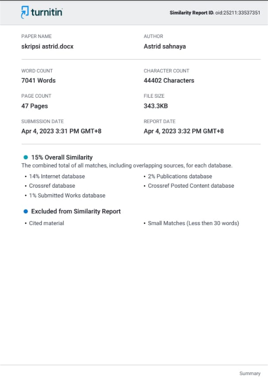 turnitin
Similarity Report ID: oid:25211:33537351
PAPER NAME
AUTHOR
skripsi astrid.docx
Astrid sahnaya
WORD COUNT
CHARACTER COUNT
7041 Words
44402 Characters
PAGE COUNT
FILE SIZE
47 Pages
343.3KB
SUBMISSION DATE
REPORT DATE
Apr 4, 2023 3:31 PM GMT+8
Apr 4, 2023 3:32 PM GMT+8
15% Overall Similarity
The combined total of all matches, including overlapping sources, for each database.
• 14% Internet database
• 2% Publications database
• Crossref database
• Crossref Posted Content database
• 1% Submitted Works database
Excluded from Similarity Report
• Cited material
• Small Matches (Less then 30 words)
Summary